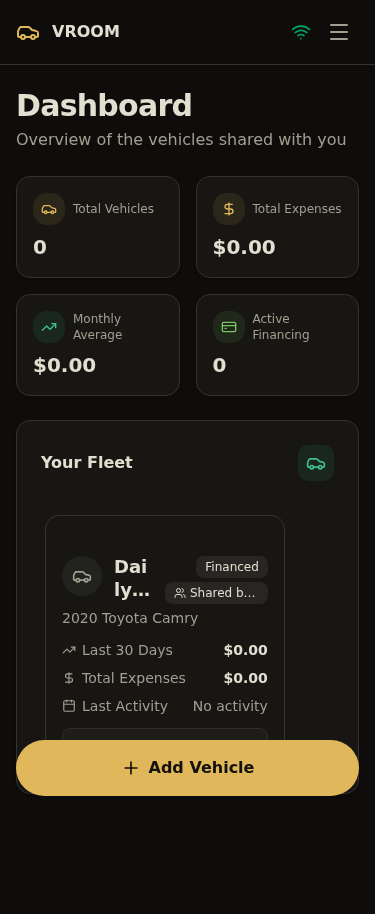 VROOM
Dashboard
Overview of the vehicles shared with you
Total Vehicles
0
Total Expenses
$0.00
Monthly
Average
$0.00
Active
Financing
0
Your Fleet
Dai
ly…
Financed
Shared b…
2020 Toyota Camry
Last 30 Days $0.00
Total Expenses $0.00
Last Activity No activity
Add Vehicle